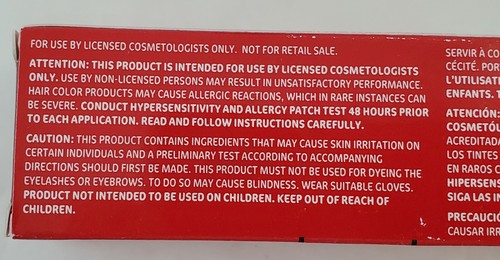 FOR USE BY LICENSED COSMETOLOGISTS ONLY. NOT FOR RETAIL SALE.
ATTENTION: THIS PRODUCT IS INTENDED FOR USE BY LICENSED COSMETOLOGISTS
ONLY. USE BY NON-LICENSED PERSONS MAY RESULT IN UNSATISFACTORY PERFORMANCE.
HAIR COLOR PRODUCTS MAY CAUSE ALLERGIC REACTIONS, WHICH IN RARE INSTANCES CAN
BE SEVERE. CONDUCT HYPERSENSITIVITY AND ALLERGY PATCH TEST 48 HOURS PRIOR
TO EACH APPLICATION. READ AND FOLLOW INSTRUCTIONS CAREFULLY.
CAUTION: THIS PRODUCT CONTAINS INGREDIENTS THAT MAY CAUSE SKIN IRRITATION ON
CERTAIN INDIVIDUALS AND A PRELIMINARY TEST ACCORDING TO ACCOMPANYING
DIRECTIONS SHOULD FIRST BE MADE. THIS PRODUCT MUST NOT BE USED FOR DYEING THE
EYELASHES OR EYEBROWS. TO DO SO MAY CAUSE BLINDNESS. WEAR SUITABLE GLOVES.
PRODUCT NOT INTENDED TO BE USED ON CHILDREN. KEEP OUT OF REACH OF
CHILDREN.
SERVIR À CO
CÉCITÉ. POR
L'UTILISAT
ENFANTS. T
ATENCIÓN:
COSMETÓL
ACREDITADA
LOS TINTES
EN RAROS C
HIPERSEN
SIGA LAS IN
PRECAUCIÓ
CAUSAR IRR